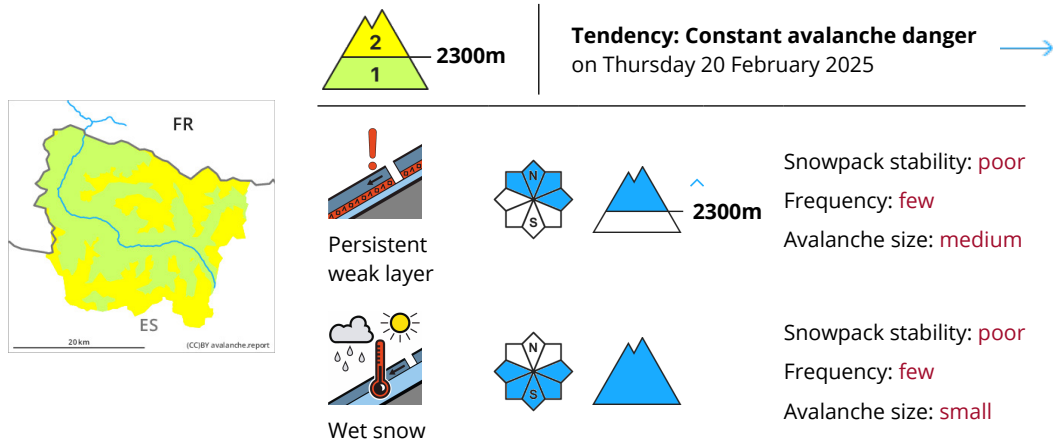 2
1
2300m
Tendency: Constant avalanche danger
on Thursday 20 February 2025
FR
ES
20 km
(CC)BY avalanche.report
Persistent
weak layer
N
S
2300m
Snowpack stability: poor
Frequency: few
Avalanche size: medium
Wet snow
N
S
Snowpack stability: poor
Frequency: few
Avalanche size: small